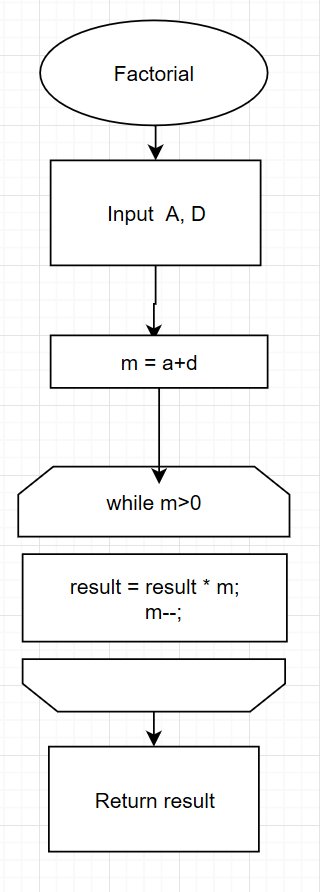 Factorial
Input  A, D
m = a+d
while m>0
result = result * m;
m--;
Return result